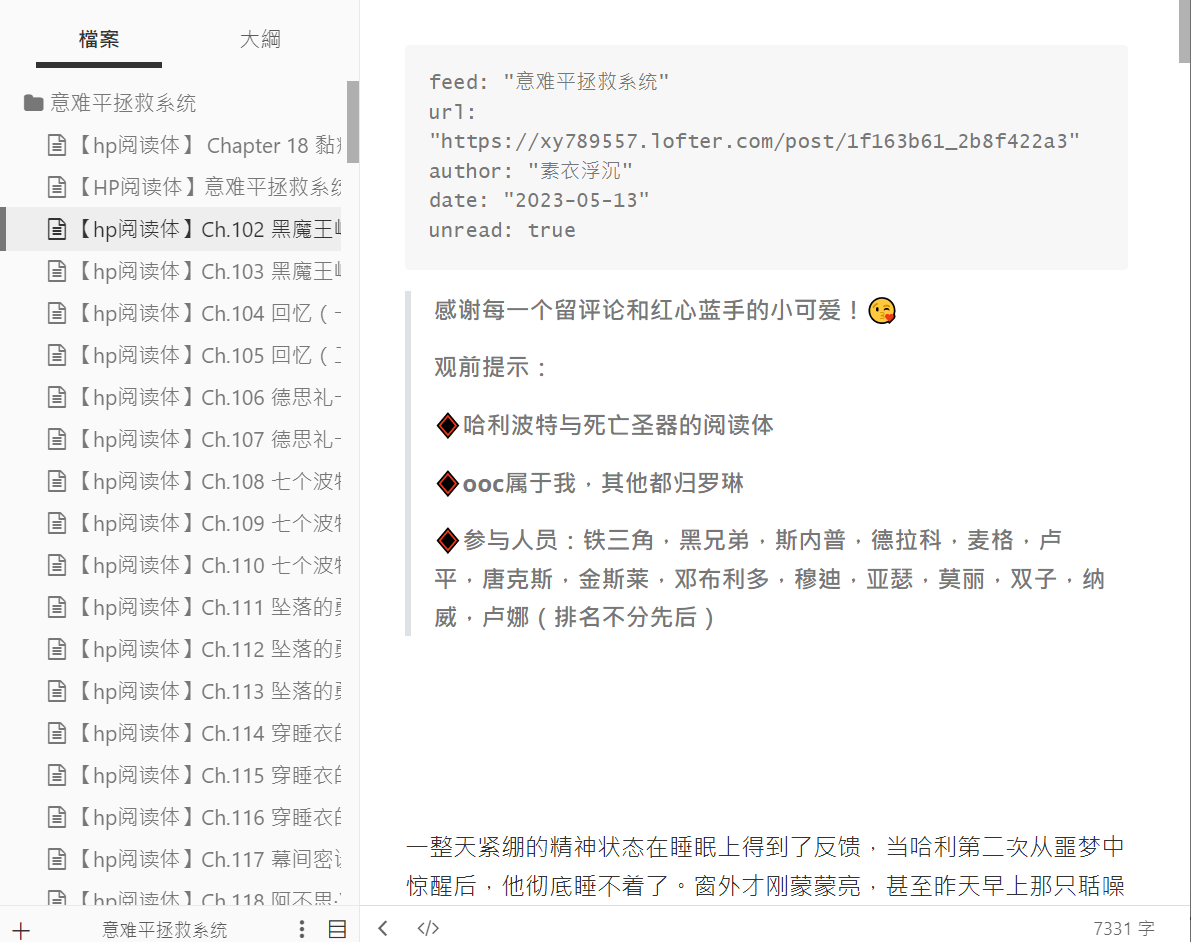 檔案
大綱
意难平拯救系统
【hp阅读体】 Chapter 18 黏
【HP阅读体】意难平拯救系统
【hp阅读体】Ch.102 黑魔王
【hp阅读体】Ch.103 黑魔王
【hp阅读体】Ch.104 回忆（一
【hp阅读体】Ch.105 回忆（
【hp阅读体】Ch.106 德思礼一
【hp阅读体】Ch.107 德思礼一
【hp阅读体】Ch.108 七个波特
【hp阅读体】Ch.109 七个波特
【hp阅读体】Ch.110 七个波特
【hp阅读体】Ch.111 坠落的勇
【hp阅读体】Ch.112 坠落的勇
【hp阅读体】Ch.113 坠落的勇
【hp阅读体】Ch.114 穿睡衣的
【hp阅读体】Ch.115 穿睡衣的
【hp阅读体】Ch.116 穿睡衣的
【hp阅读体】Ch.117 幕间密谈
【hp阅读体】Ch.118 阿不思·
意难平拯救系统
feed: "意难平拯救系统"
url:
"https://xy789557.lofter.com/post/1f163b61_2b8f422a3"
author: "素衣浮沉"
date: "2023-05-13"
unread: true
感谢每一个留评论和红心蓝手的小可爱！😘
观前提示：
♦哈利波特与死亡圣器的阅读体
♦ooc属于我，其他都归罗琳
♦参与人员：铁三角，黑兄弟，斯内普，德拉科，麦格，卢
平，唐克斯，金斯莱，邓布利多，穆迪，亚瑟，莫丽，双子，纳
威，卢娜（排名不分先后）
一整天紧绷的精神状态在睡眠上得到了反馈，当哈利第二次从噩梦中
惊醒后，他彻底睡不着了。窗外才刚蒙蒙亮，甚至昨天早上那只聒噪
</>
7331 字